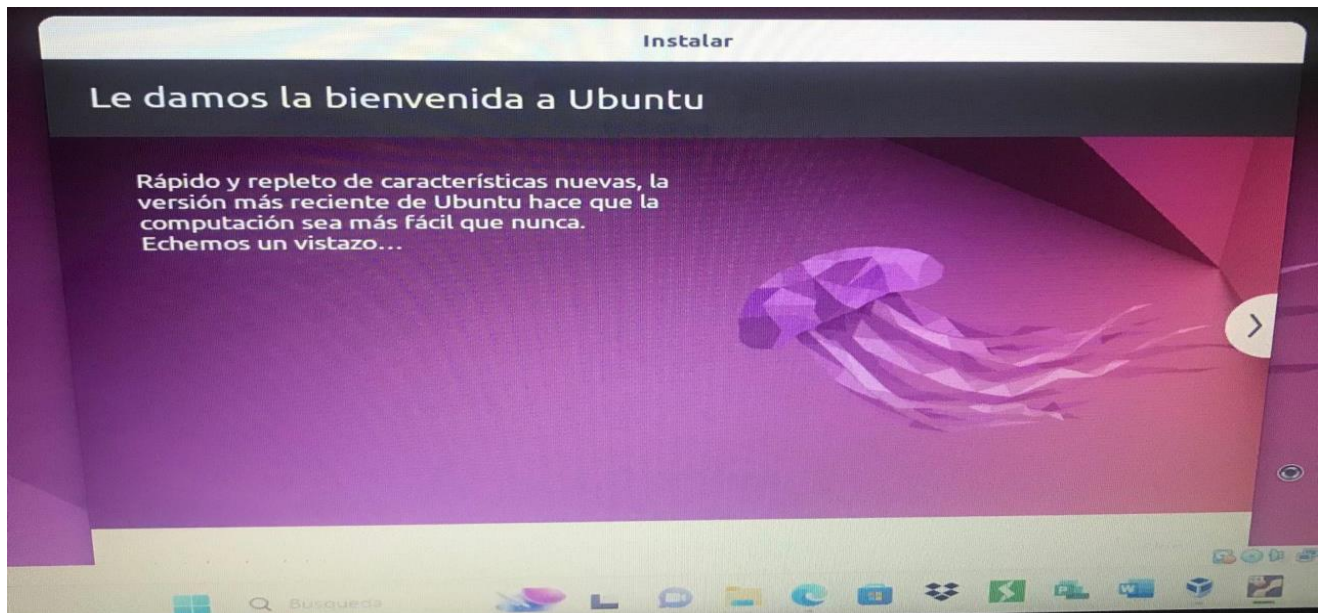 Instalar
Le damos la bienvenida a Ubuntu
Rápido y repleto de características nuevas, la
versión más reciente de Ubuntu hace que la
computación sea más fácil que nunca.
Echemos un vistazo...
Búsqueda